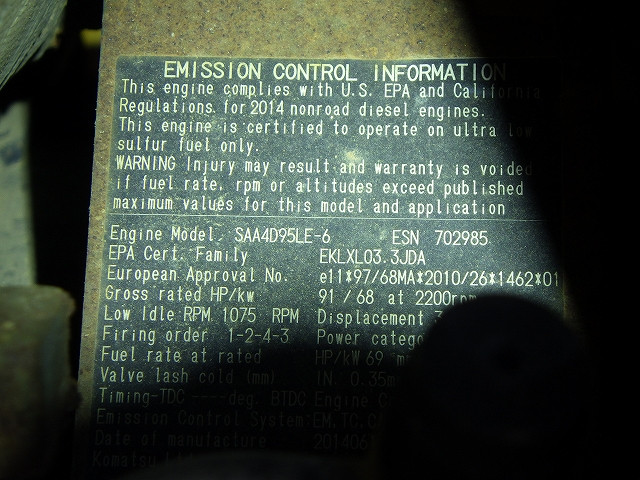 EMISSION CONTROL INFORMATION
This engine complies with U.S. EPA and California
Regulations for 2014 nonroad diesel engines.
This engine is certified to operate on ultra low
sulfur fuel only.
WARNING Injury may result and warranty is voided
if fuel rate, rpm or altitudes exceed published
maximum values for this model and application
Engine Model. SAA4D95LE-6 ESN 702985
EPA Cert. Family EKLXL03.3JDA
European Approval No. e11*97/68MA*2010/26*1462*01
Gross rated HP/kw 91 / 68 at 2200rpm
Low Idle RPM. 1075 RPM Displacement
Firing order 1-2-4-3 Power
Fuel rate at rated HP/kW 69
Valve lash cold (mm) IN. 0.35
Timing-TDC ----deg. BTDC Engine
Emission Control System: EM.TC.
Date of manufacture 201406
Komatsu